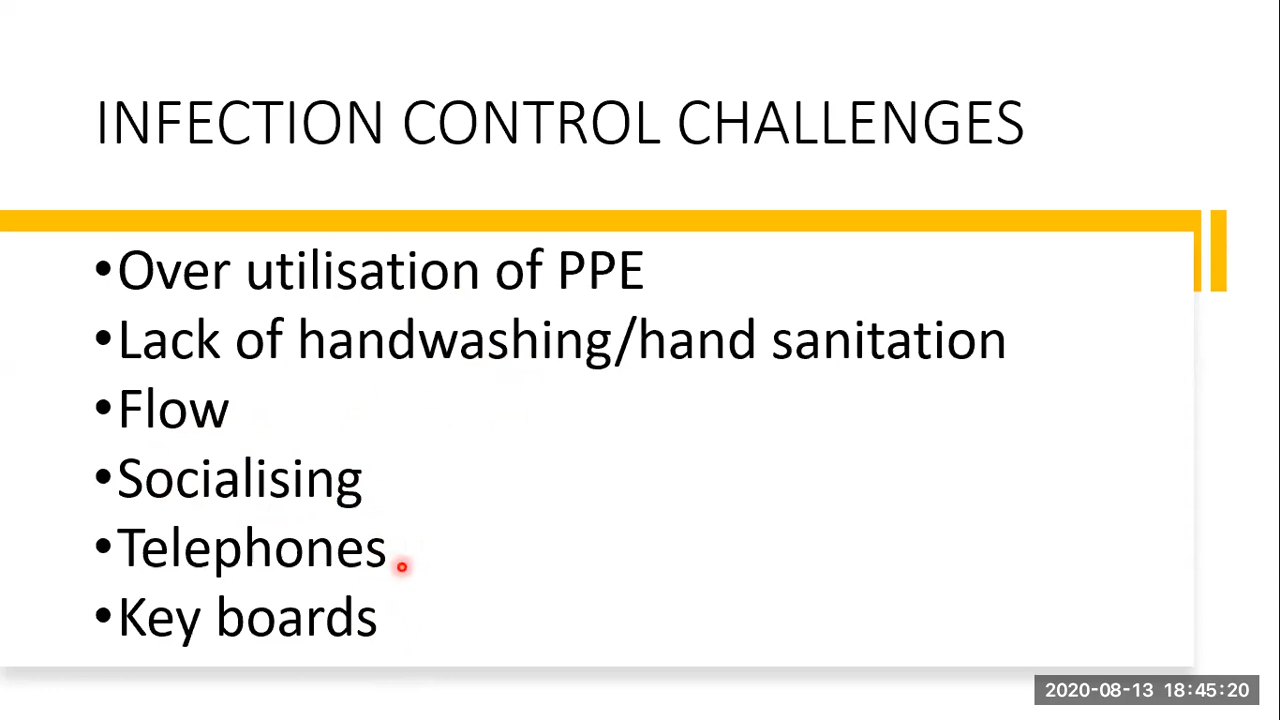 INFECTION CONTROL CHALLENGES
•Over utilisation of PPE
•Lack of handwashing/hand sanitation
•Flow
•Socialising
•Telephones
•Key boards
2020-08-13 18:45:20